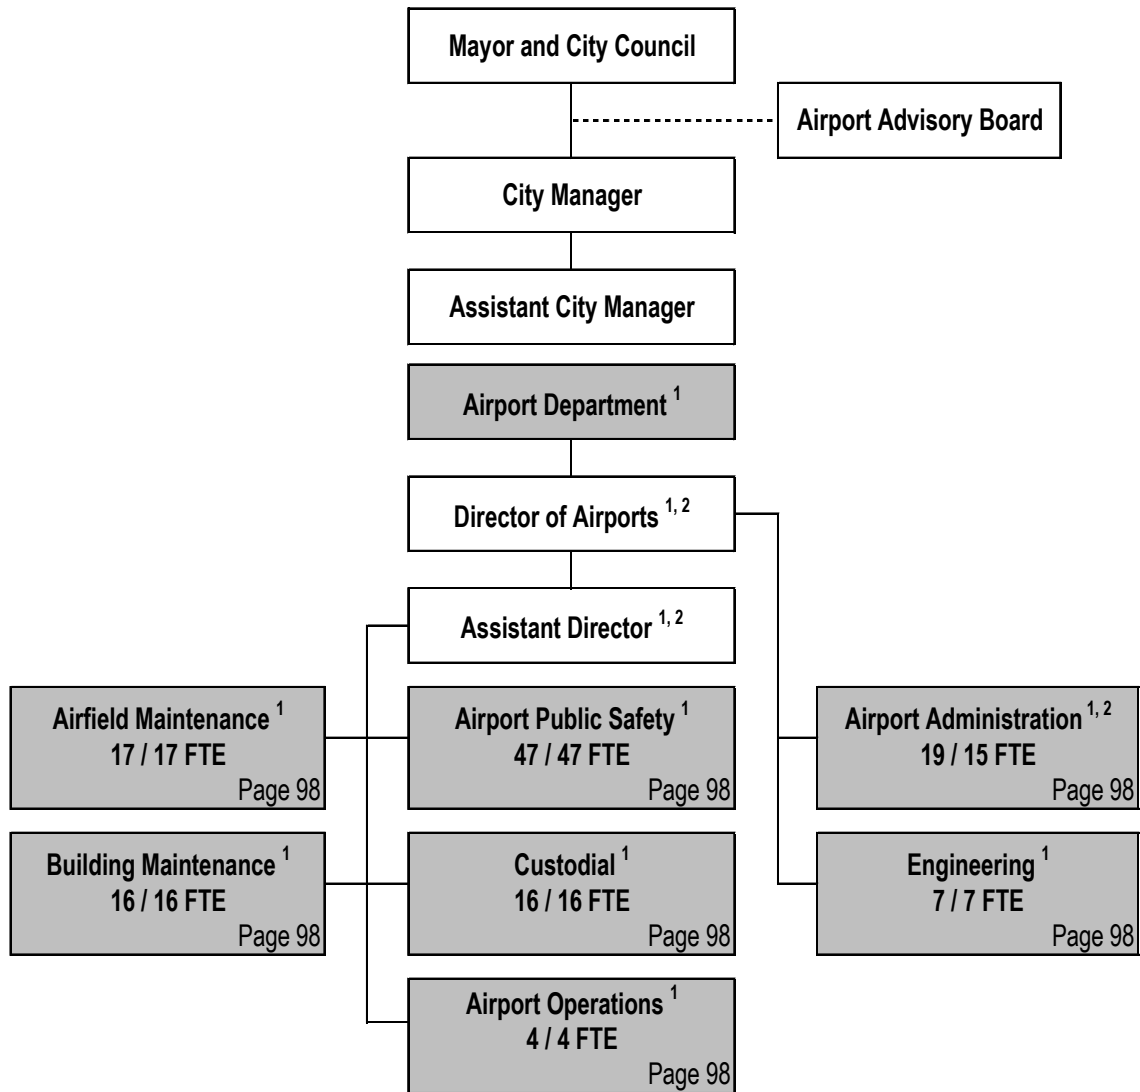 Mayor and City Council
Airport Advisory Board
City Manager
Assistant City Manager
Airport Department 1
Director of Airports 1, 2
Assistant Director 1, 2
Airfield Maintenance 1
17 / 17 FTE
Page 98
Airport Public Safety 1
47 / 47 FTE
Page 98
Airport Administration 1, 2
19 / 15 FTE
Page 98
Building Maintenance 1
16 / 16 FTE
Page 98
Custodial 1
16 / 16 FTE
Page 98
Engineering 1
7 / 7 FTE
Page 98
Airport Operations 1
4 / 4 FTE
Page 98